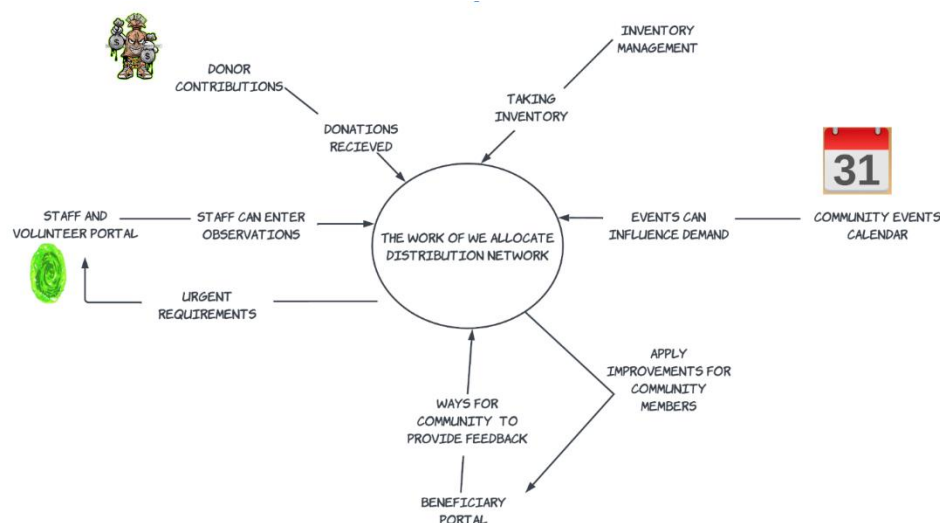 INVENTORY
MANAGEMENT
DONOR
CONTRIBUTIONS
TAKING
INVENTORY
DONATIONS
RECIEVED
31
STAFF AND
VOLUNTEER PORTAL
STAFF CAN ENTER
OBSERVATIONS
THE WORK OF WE ALLOCATE
DISTRIBUTION NETWORK
EVENTS CAN
INFLUENCE DEMAND
COMMUNITY EVENTS
CALENDAR
URGENT
REQUIREMENTS
APPLY
IMPROVEMENTS FOR
COMMUNITY
MEMBERS
WAYS FOR
COMMUNITY TO
PROVIDE FEEDBACK
BENEFICIARY
PORTAL
$
$